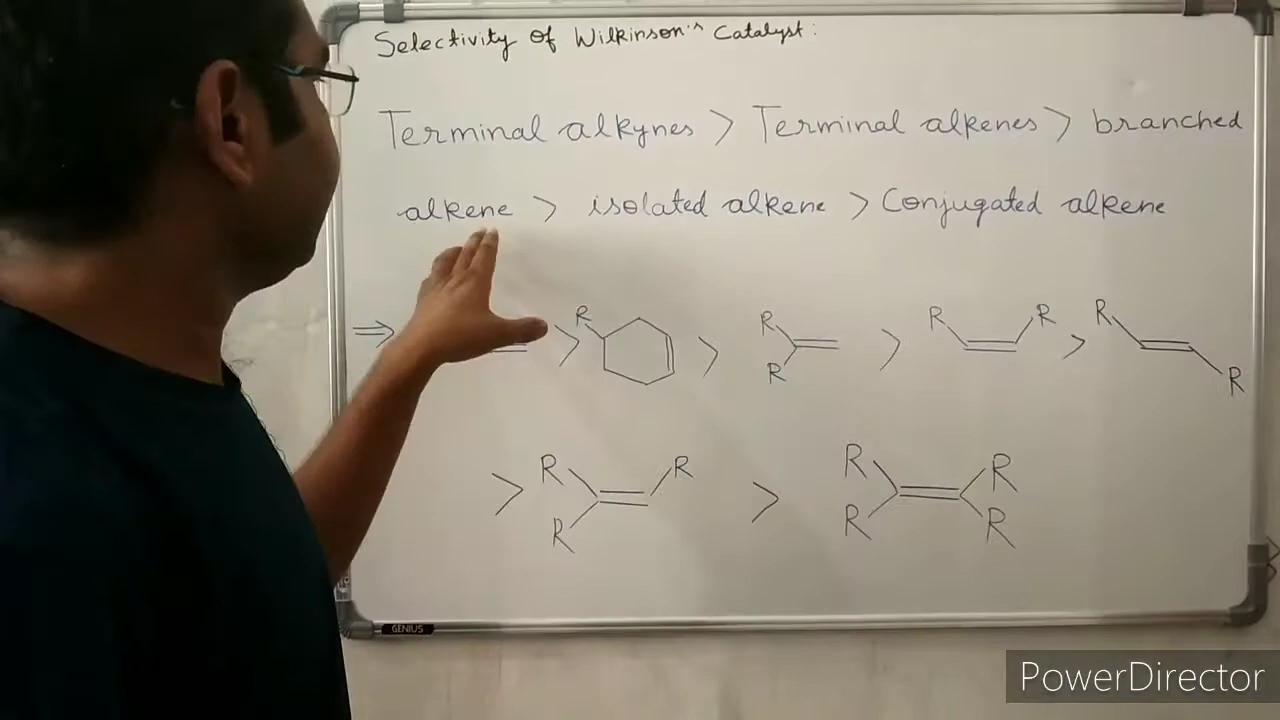 Selectivity of Wilkinson's Catalyst:
Terminal alkynes > Terminal alkenes > branched
alkene > isolated alkene > Conjugated alkene
⇒ > R > R R > R R > R R
> R R R > R R R R
GENIUS
PowerDirector